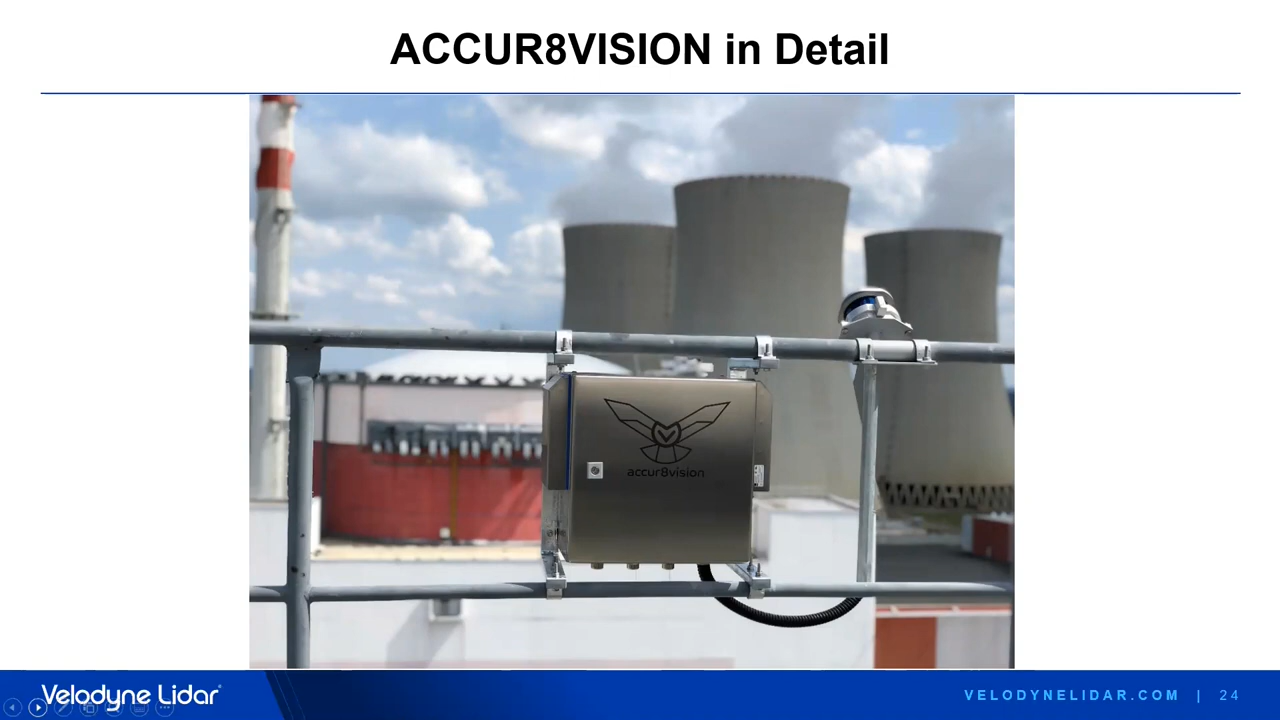 ACCUR8VISION in Detail
accur8vision
Velodyne Lidar
VELODYNELIDAR.COM | 24